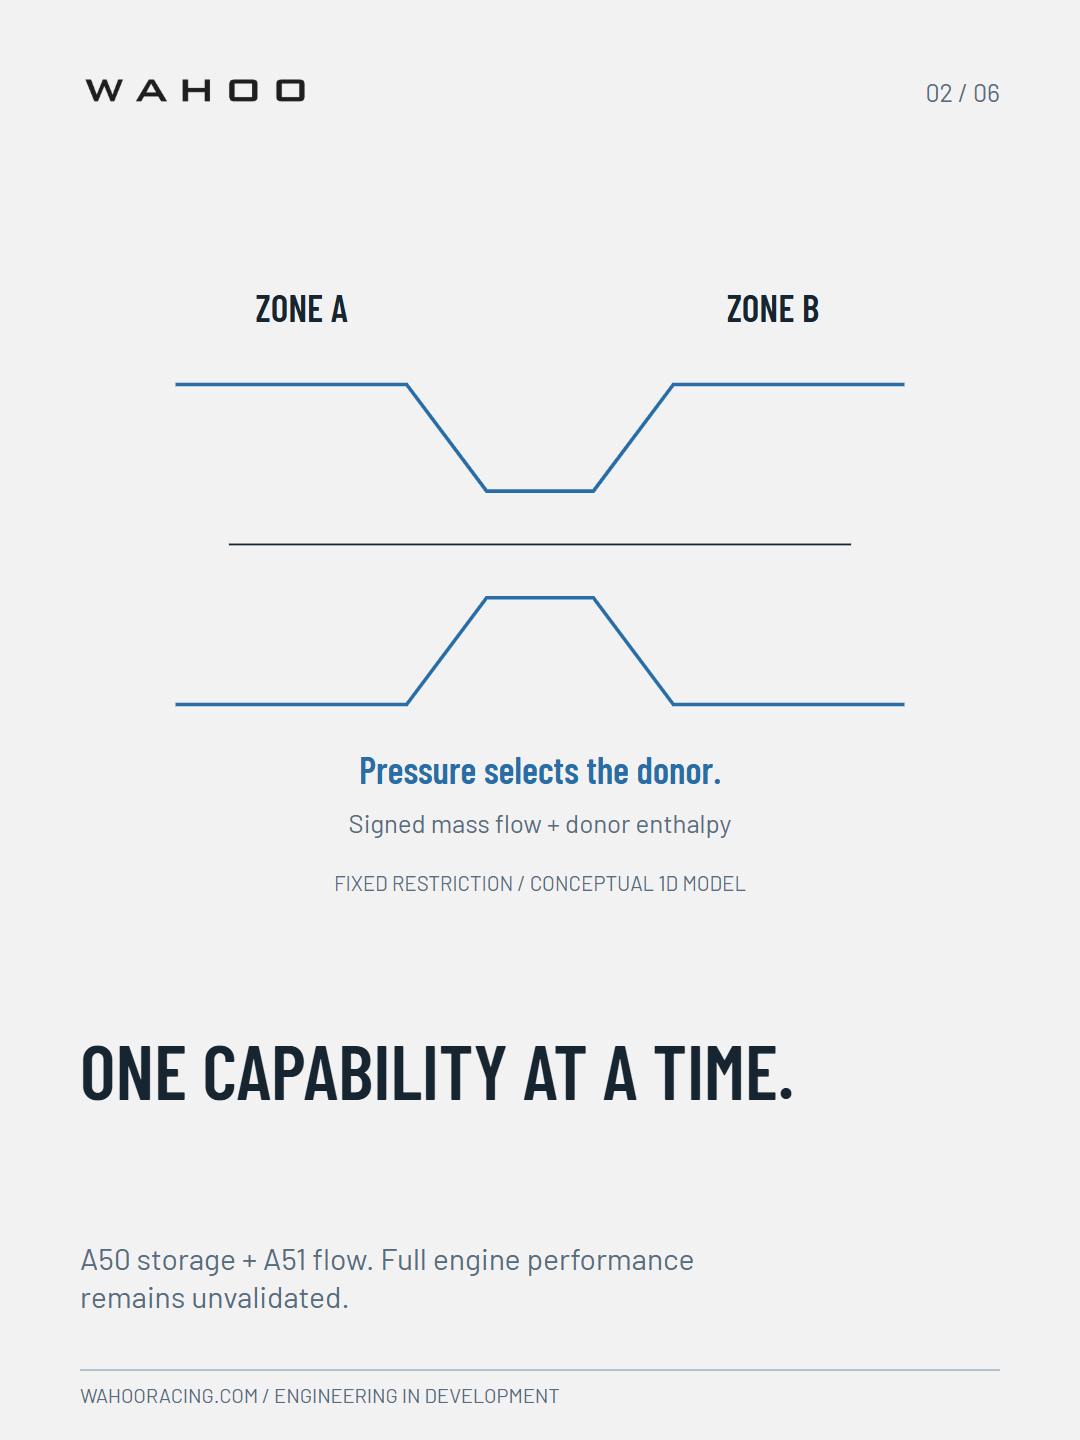 WAHOO
02 / 06
ZONE A
ZONE B
Pressure selects the donor.
Signed mass flow + donor enthalpy
FIXED RESTRICTION / CONCEPTUAL 1D MODEL
ONE CAPABILITY AT A TIME.
A50 storage + A51 flow. Full engine performance
remains unvalidated.
WAHOORACING.COM / ENGINEERING IN DEVELOPMENT